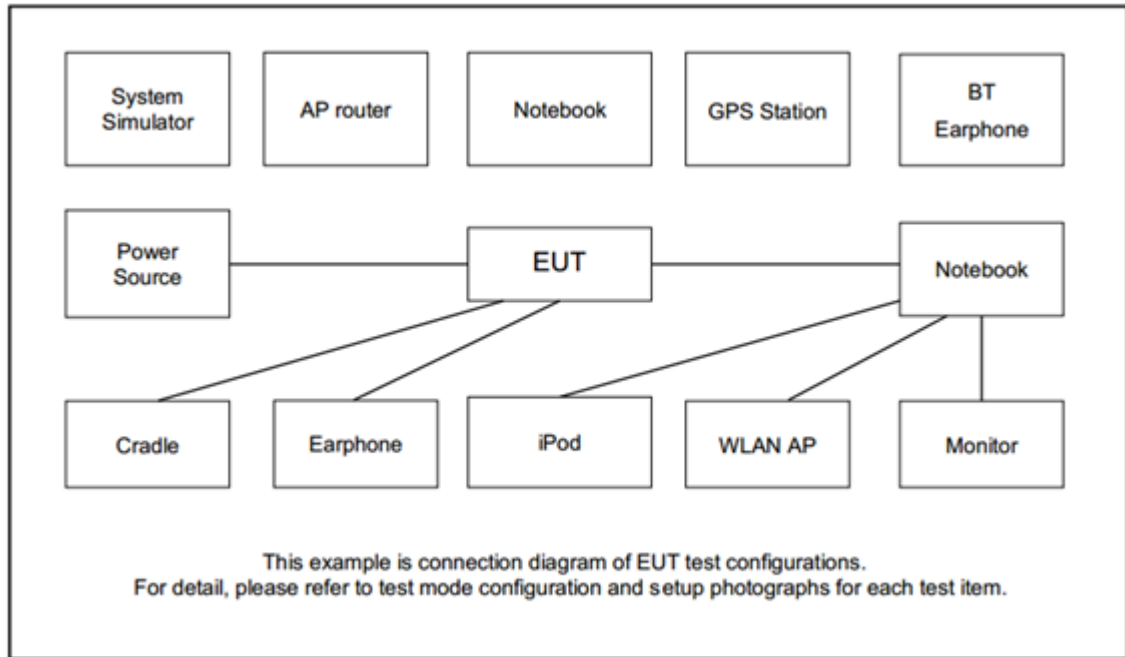 System
Simulator
AP router
Notebook
GPS Station
BT
Earphone
Power
Source
EUT
Notebook
Cradle
Earphone
iPod
WLAN AP
Monitor
This example is connection diagram of EUT test configurations.
For detail, please refer to test mode configuration and setup photographs for each test item.